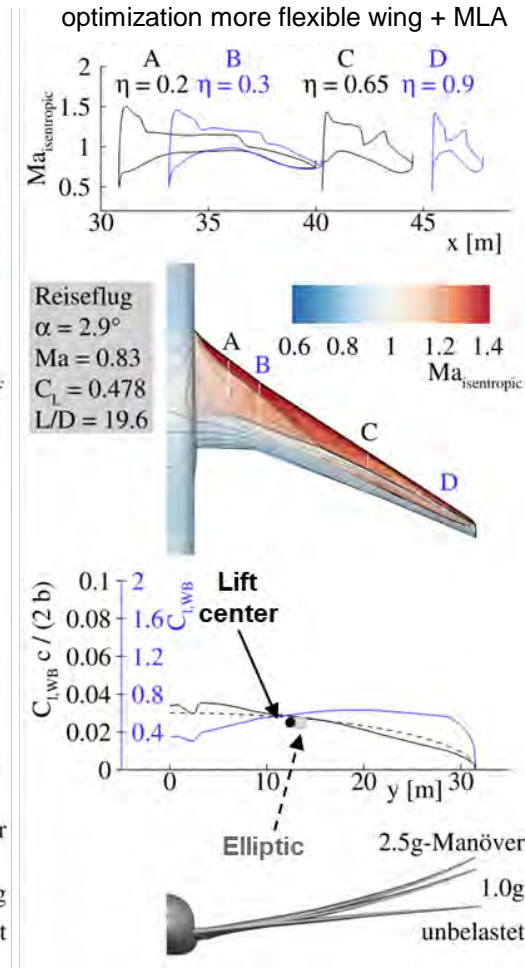 optimization more flexible wing + MLA
A B C D
η = 0.2 η = 0.3 η = 0.65 η = 0.9
Ma_isentropic
2
1.5
1
0.5
30 35 40 45
x [m]
Reiseflug
α = 2.9°
Ma = 0.83
C_L = 0.478
L/D = 19.6
A
B
C
D
0.6 0.8 1 1.2 1.4
Ma_isentropic
C_l,WB c / (2 b)
0.1
0.08
0.06
0.04
0.02
0
C_l,WB
2
1.6
1.2
0.8
0.4
Lift
center
0 10 20 30
y [m]
Elliptic
2.5g-Manöver
1.0g
unbelastet
r
g
t